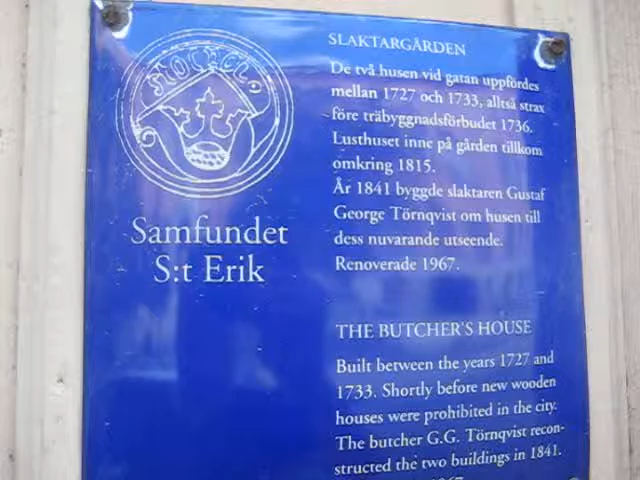 STOCHOL
Samfundet
S:t Erik
SLAKTARGÅRDEN
De två husen vid gatan uppfördes
mellan 1727 och 1733, alltså strax
före träbyggnadsförbudet 1736.
Lusthuset inne på gården tillkom
omkring 1815.
År 1841 byggde slaktaren Gustaf
George Törnqvist om husen till
dess nuvarande utseende.
Renoverade 1967.
THE BUTCHER'S HOUSE
Built between the years 1727 and
1733. Shortly before new wooden
houses were prohibited in the city.
The butcher G.G. Törnqvist recon-
structed the two buildings in 1841.